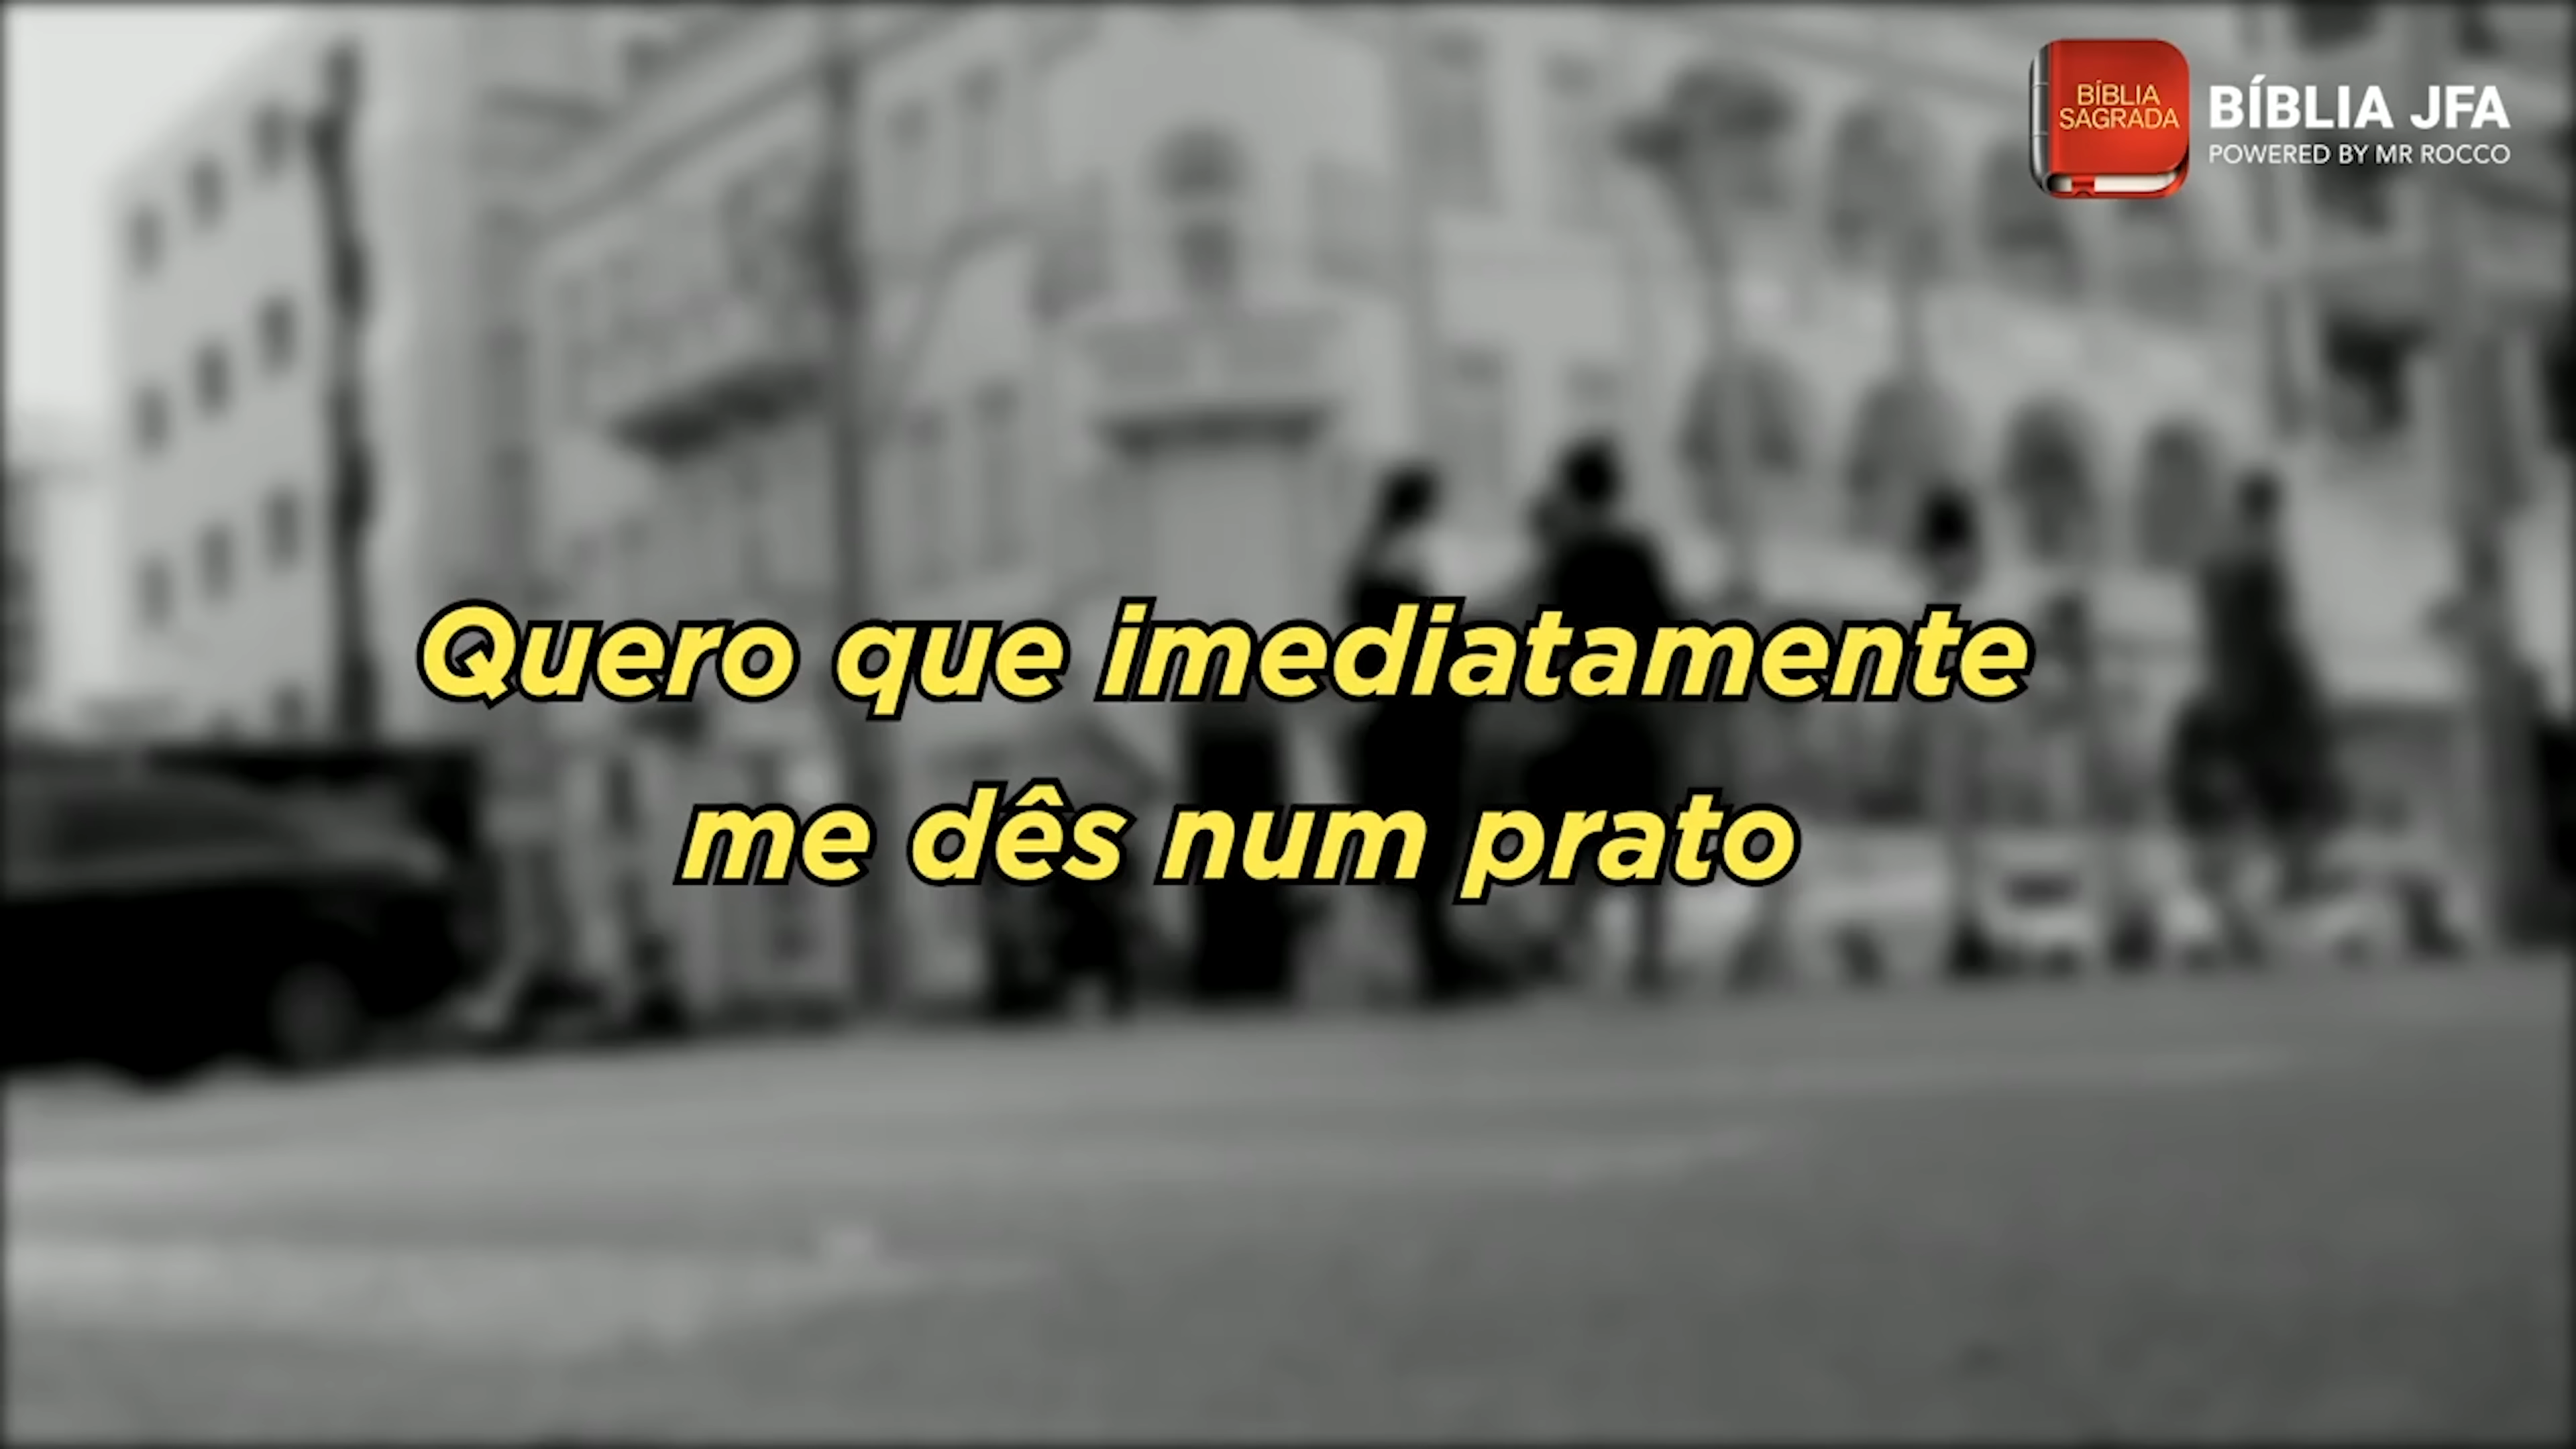 BÍBLIA
SAGRADA
BÍBLIA JFA
POWERED BY MR ROCCO
Quero que imediatamente
me dês num prato